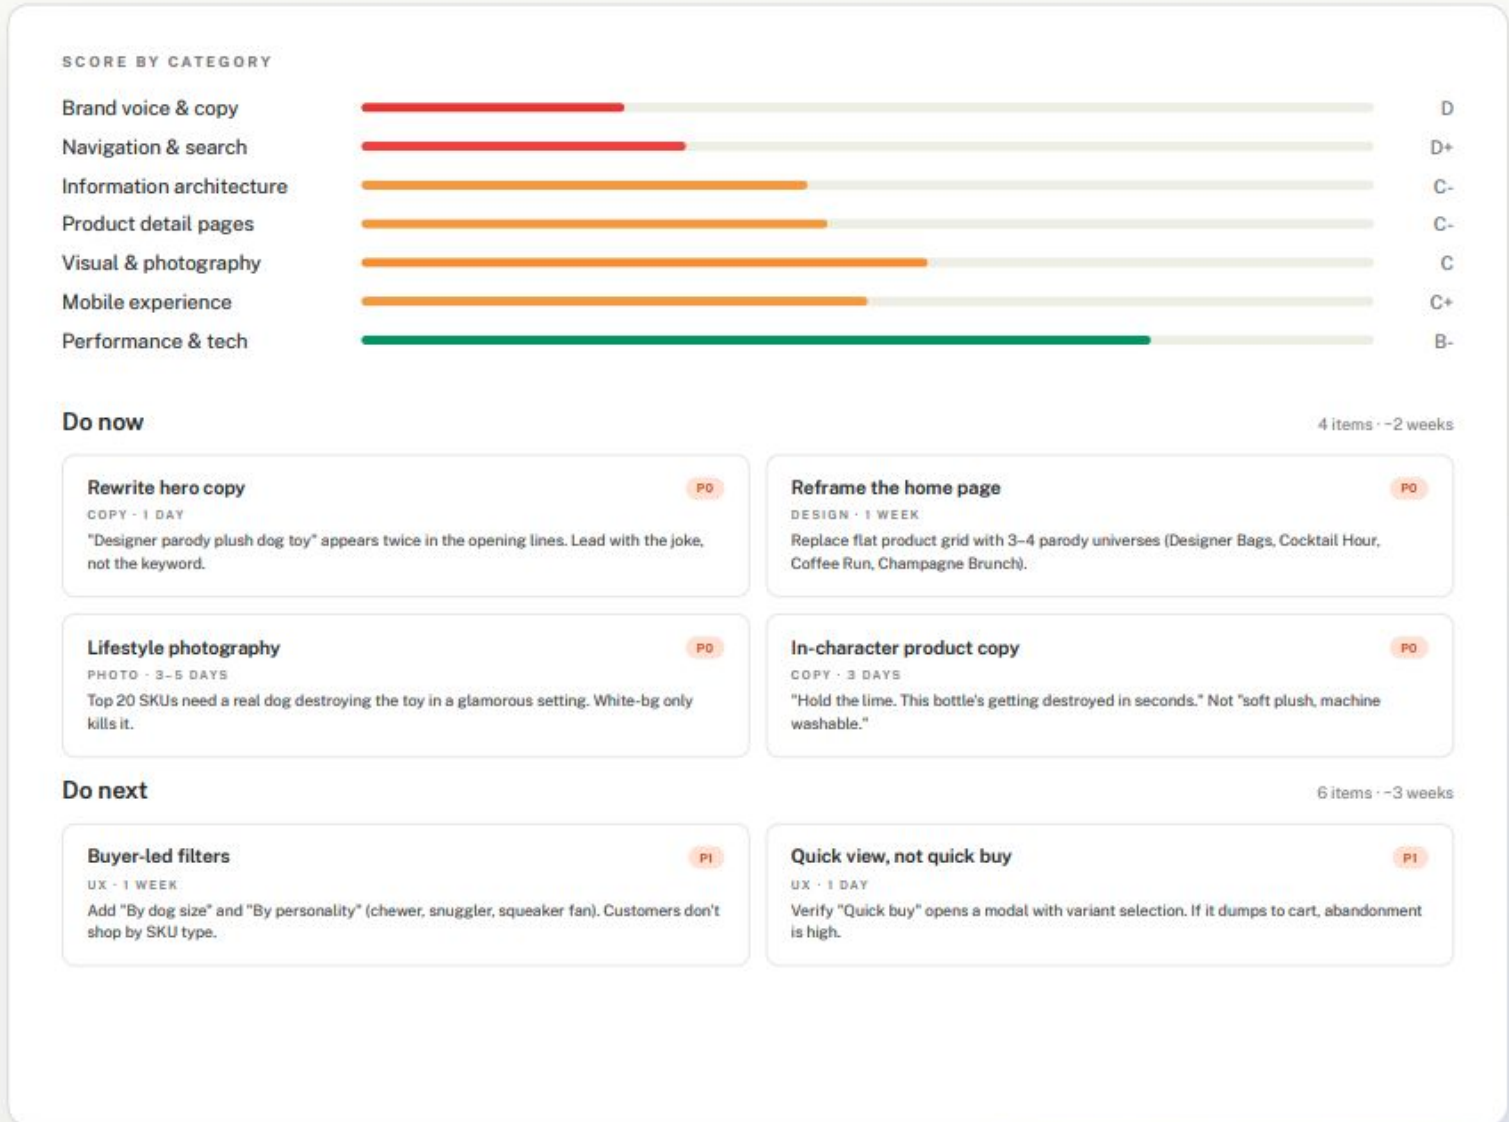 SCORE BY CATEGORY
Brand voice & copy D
Navigation & search D+
Information architecture C-
Product detail pages C-
Visual & photography C
Mobile experience C+
Performance & tech B-
Do now 4 items · ~2 weeks
Rewrite hero copy P0
COPY · 1 DAY
"Designer parody plush dog toy" appears twice in the opening lines. Lead with the joke,
not the keyword.
Reframe the home page P0
DESIGN · 1 WEEK
Replace flat product grid with 3–4 parody universes (Designer Bags, Cocktail Hour,
Coffee Run, Champagne Brunch).
Lifestyle photography P0
PHOTO · 3–5 DAYS
Top 20 SKUs need a real dog destroying the toy in a glamorous setting. White-bg only
kills it.
In-character product copy P0
COPY · 3 DAYS
"Hold the lime. This bottle's getting destroyed in seconds." Not "soft plush, machine
washable."
Do next 6 items · ~3 weeks
Buyer-led filters P1
UX · 1 WEEK
Add "By dog size" and "By personality" (chewer, snuggler, squeaker fan). Customers don't
shop by SKU type.
Quick view, not quick buy P1
UX · 1 DAY
Verify "Quick buy" opens a modal with variant selection. If it dumps to cart, abandonment
is high.